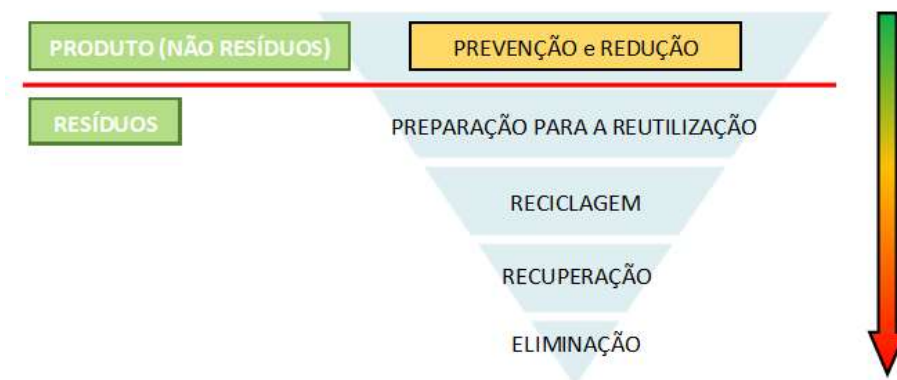 PRODUTO (NÃO RESÍDUOS)
PREVENÇÃO e REDUÇÃO
RESÍDUOS
PREPARAÇÃO PARA A REUTILIZAÇÃO
RECICLAGEM
RECUPERAÇÃO
ELIMINAÇÃO